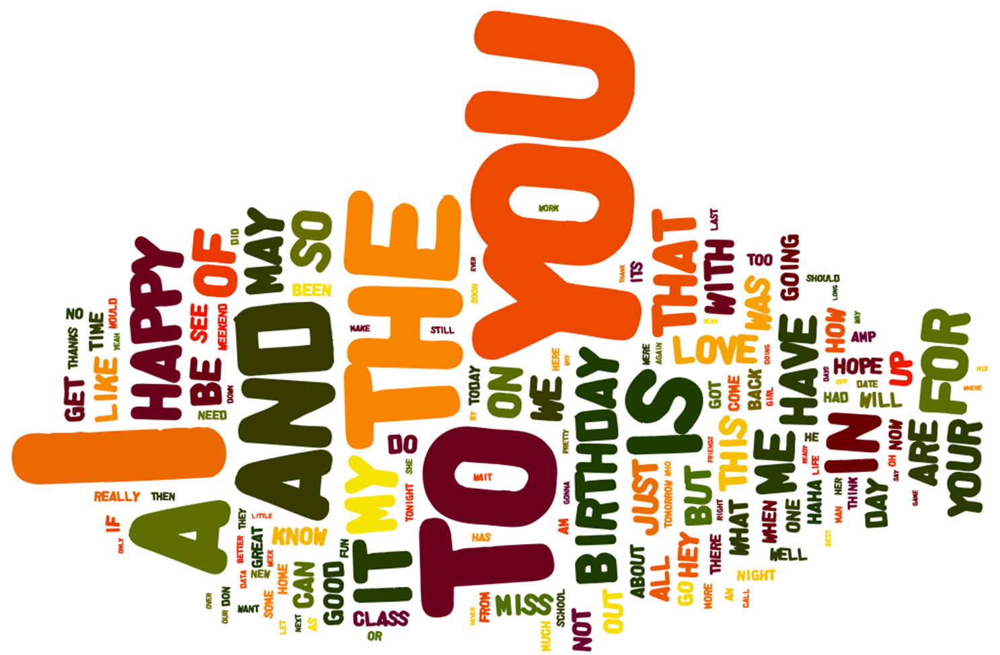 YOU
WORK
THE
MAKE
STILL
EVER
SOON
THANK
ITS
THAT
LAST
WITH
TOO
GOING
SHOULD
LONG
WAS
YEAR
LOVE
DOING
WERE
AGAIN
DID
MAY
SO
BEEN
OF
HAPPY
SEE
WEEKEND
BE
DOWN
NEED
NO
THANKS
TIME
WOULD
YEAH
LIKE
GET
I
AND
REALLY
THEN
IF
ONLY
A
THEY
LITTLE
BETTER
GREAT
WEEK
KNOW
DATA
NEW
HOME
CAN
GOOD
FUN
OVER
OUR
DON
WANT
SOME
LET
NEXT
AS
MY
DO
SHE
TONIGHT
IT
CLASS
OR
TO
WAIT
HAS
BY
TODAY
ON
WE
HERE
WHY
PRETTY
GONNA
AM
NEVER
FROM
MISS
SCHOOL
MUCH
NOT
OUT
BIRTHDAY
IS
GOT
COME
BACK
GIRL
HAVE
HOW
WAY
AMP
DAYS
HOPE
UP
OFF
DATE
HAD
WILL
FOR
HIS
WHERE
JUST
TOMORROW
WHO
FRIENDS
BUT
THIS
RIGHT
ME
HE
READY
LIFE
IN
NOW
OH
SAY
ARE
YOUR
GAME
ABOUT
ALL
HEY
GO
MORE
THERE
WHAT
WHEN
ONE
HAHA
HER
MAN
THINK
DAY
BEST
WELL
NIGHT
AN
CALL